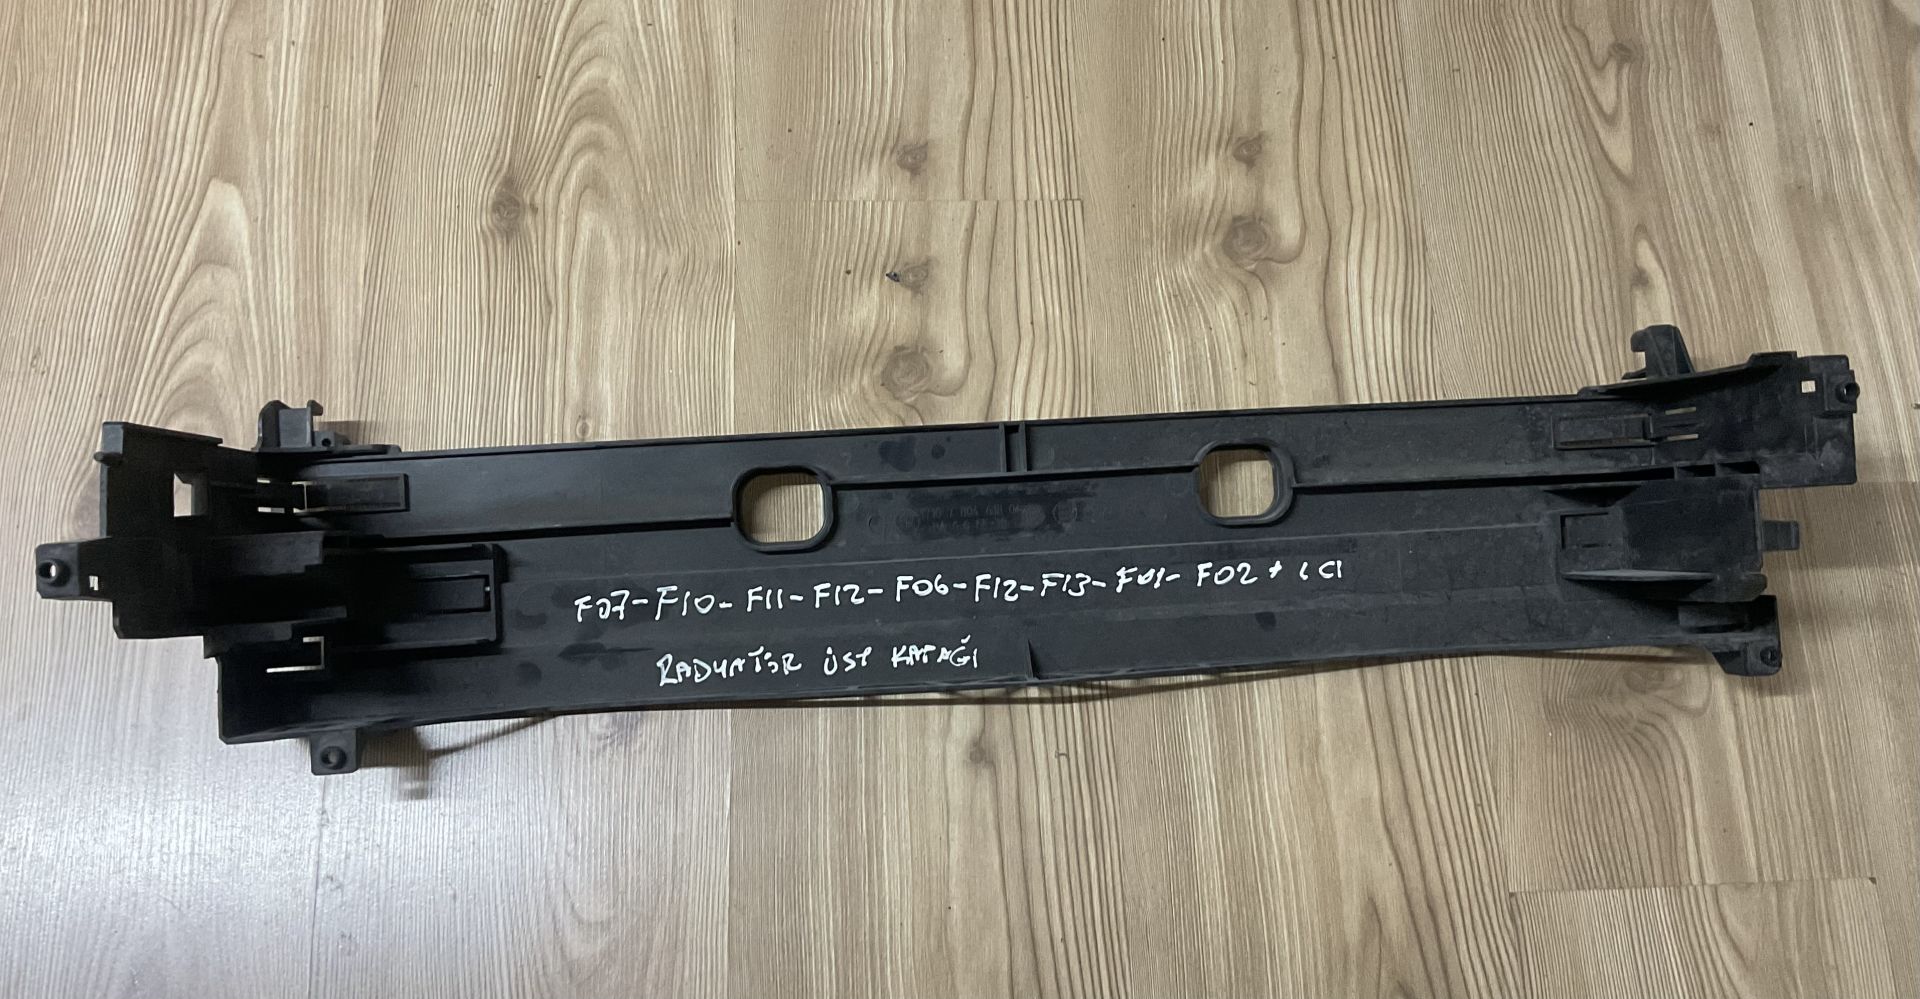 F07-F10-F11-F12-F06-F12-F13-F01-F02 + LCI
RADYATÖR ÜST KAPAĞI